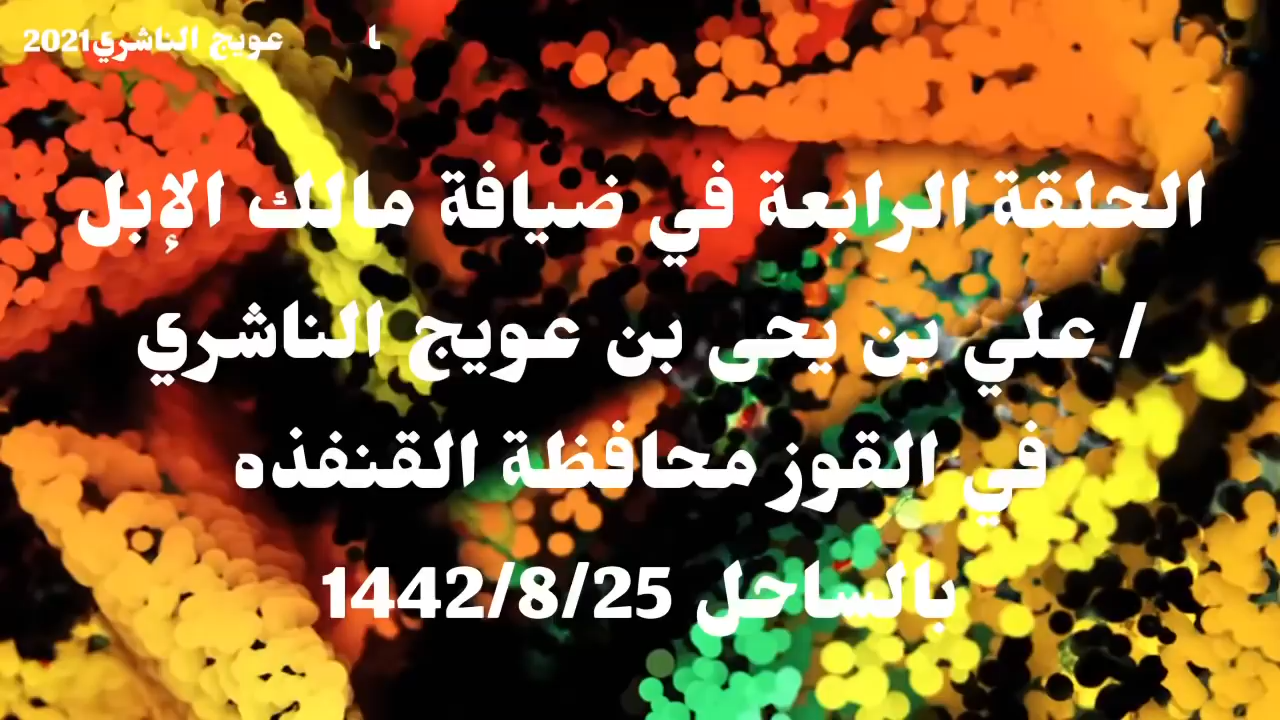 عويج الناشري2021
الحلقة الرابعة في ضيافة مالك الإبل
/ علي بن يحى بن عويج الناشري
في القوز محافظة القنفذه
بالساحل 1442/8/25